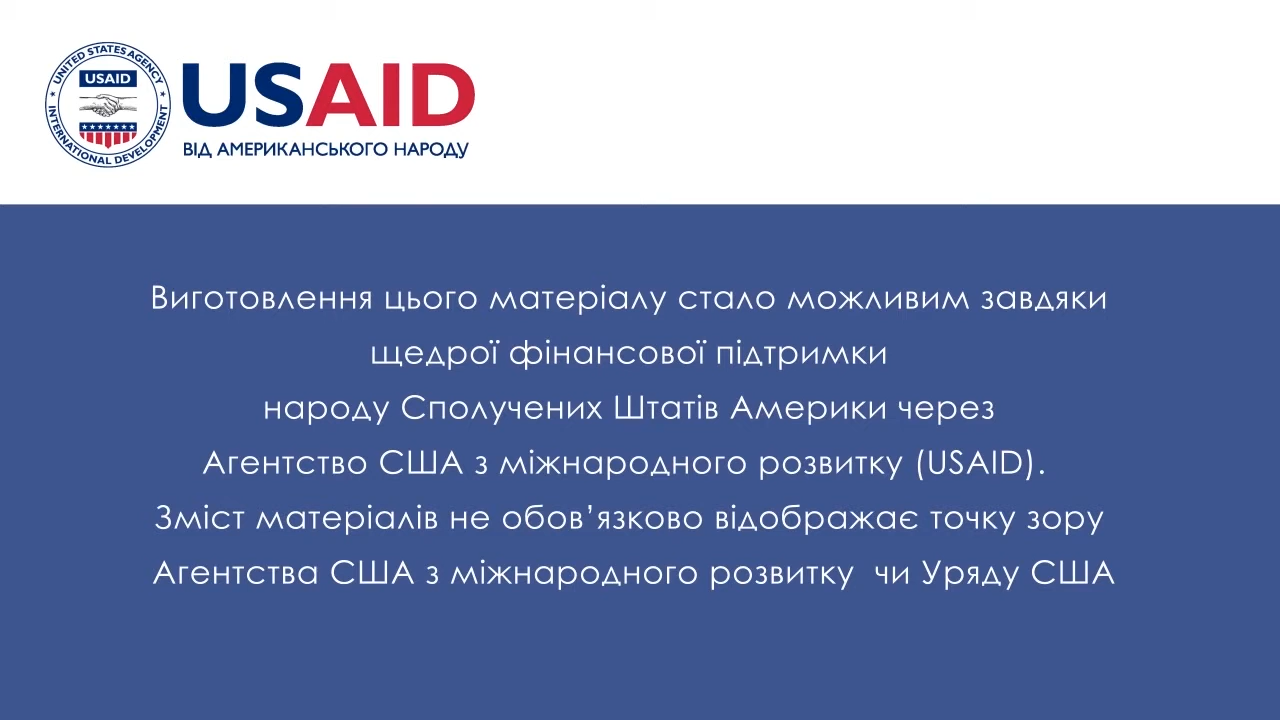 UNITED STATES AGENCY
USAID
INTERNATIONAL DEVELOPMENT
USAID
ВІД АМЕРИКАНСЬКОГО НАРОДУ
Виготовлення цього матеріалу стало можливим завдяки
щедрої фінансової підтримки
народу Сполучених Штатів Америки через
Агентство США з міжнародного розвитку (USAID).
Зміст матеріалів не обов’язково відображає точку зору
Агентства США з міжнародного розвитку чи Уряду США